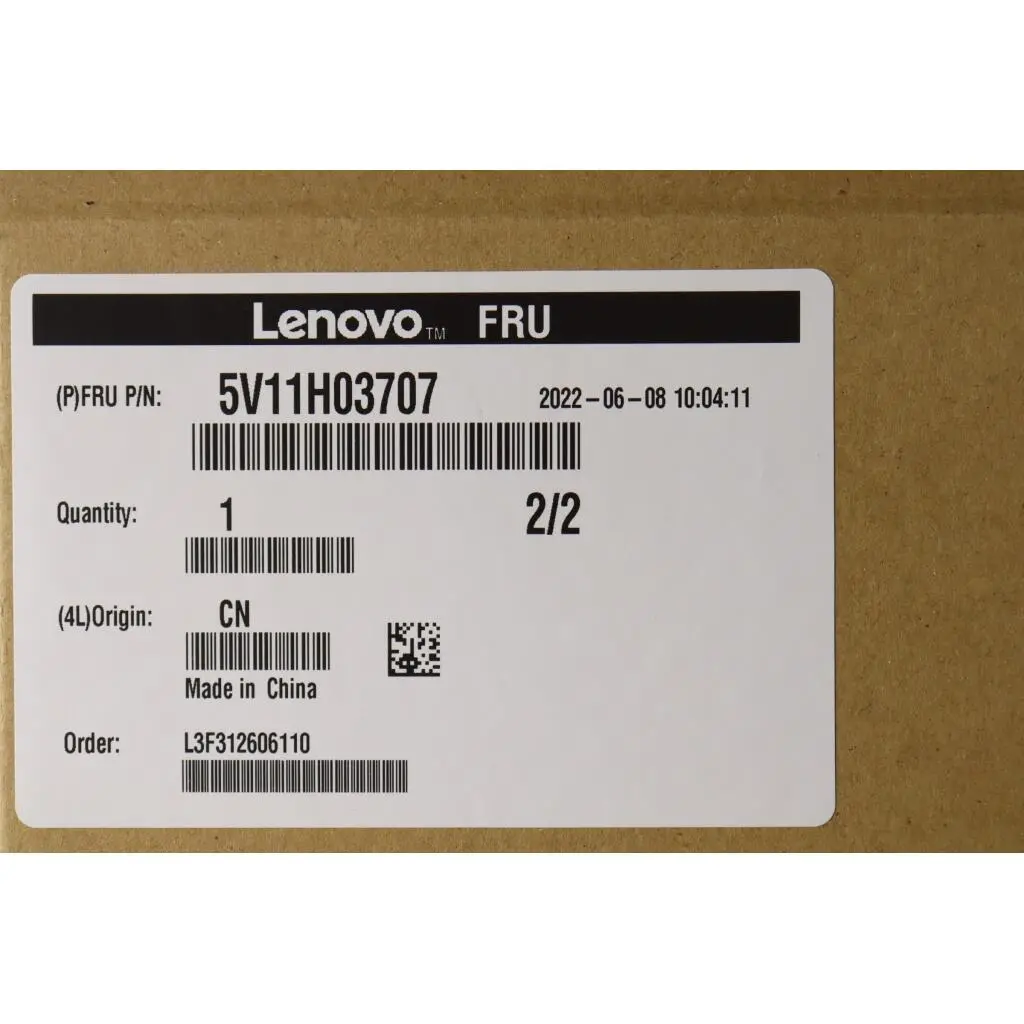 Lenovo™ FRU
(P)FRU P/N: 5V11H03707 2022-06-08 10:04:11
Quantity: 1 2/2
(4L)Origin: CN
Made in China
Order: L3F312606110